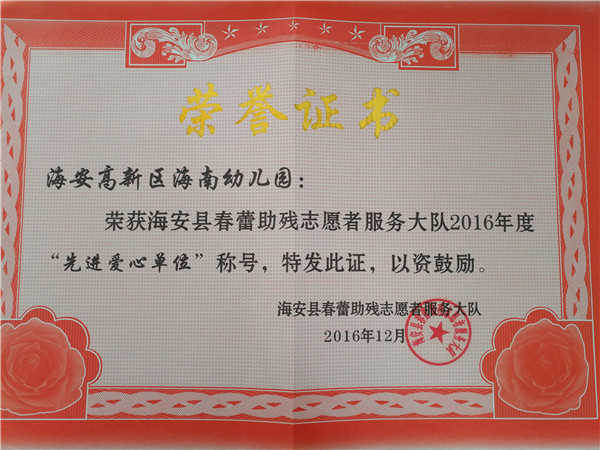 荣誉证书
海安高新区海南幼儿园：
荣获海安县春蕾助残志愿者服务大队2016年度
“先进爱心单位”称号，特发此证，以资鼓励。
海安县春蕾助残志愿者服务大队
2016年12月